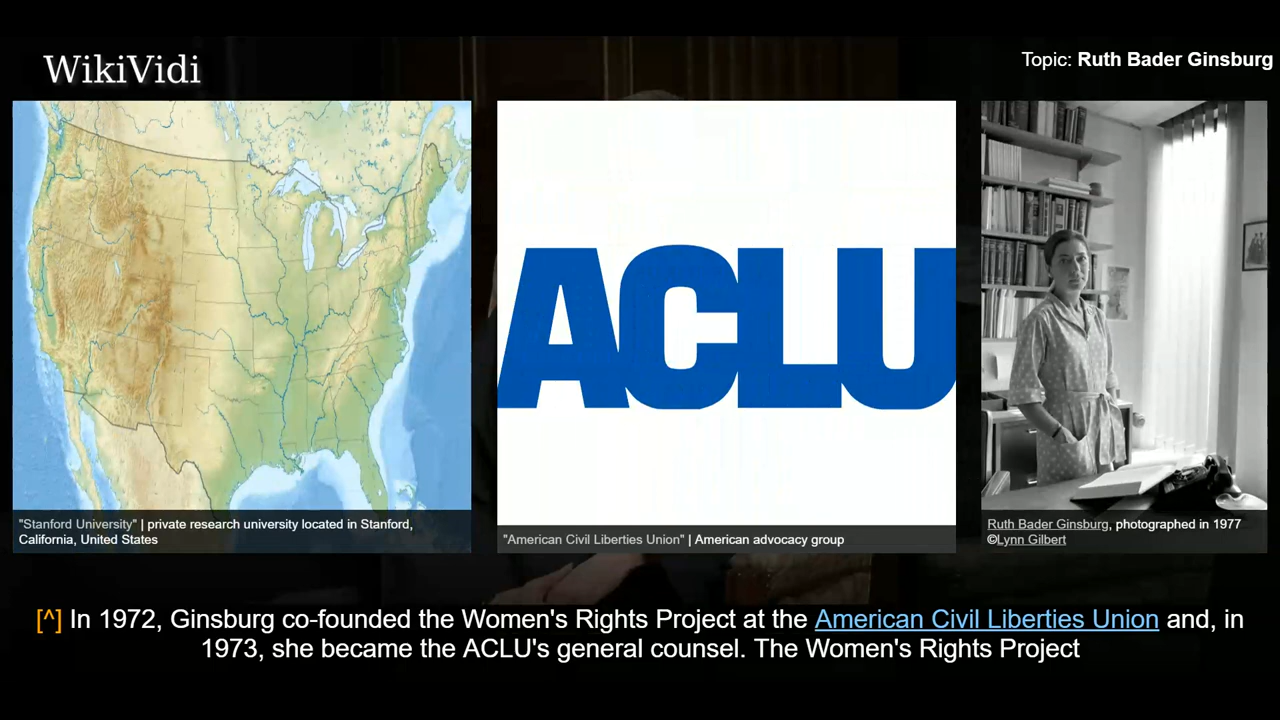 WikiVidi
Topic: Ruth Bader Ginsburg
ACLU
"Stanford University" | private research university located in Stanford,
California, United States
"American Civil Liberties Union" | American advocacy group
Ruth Bader Ginsburg, photographed in 1977
©Lynn Gilbert
[^] In 1972, Ginsburg co-founded the Women's Rights Project at the American Civil Liberties Union and, in
1973, she became the ACLU's general counsel. The Women's Rights Project